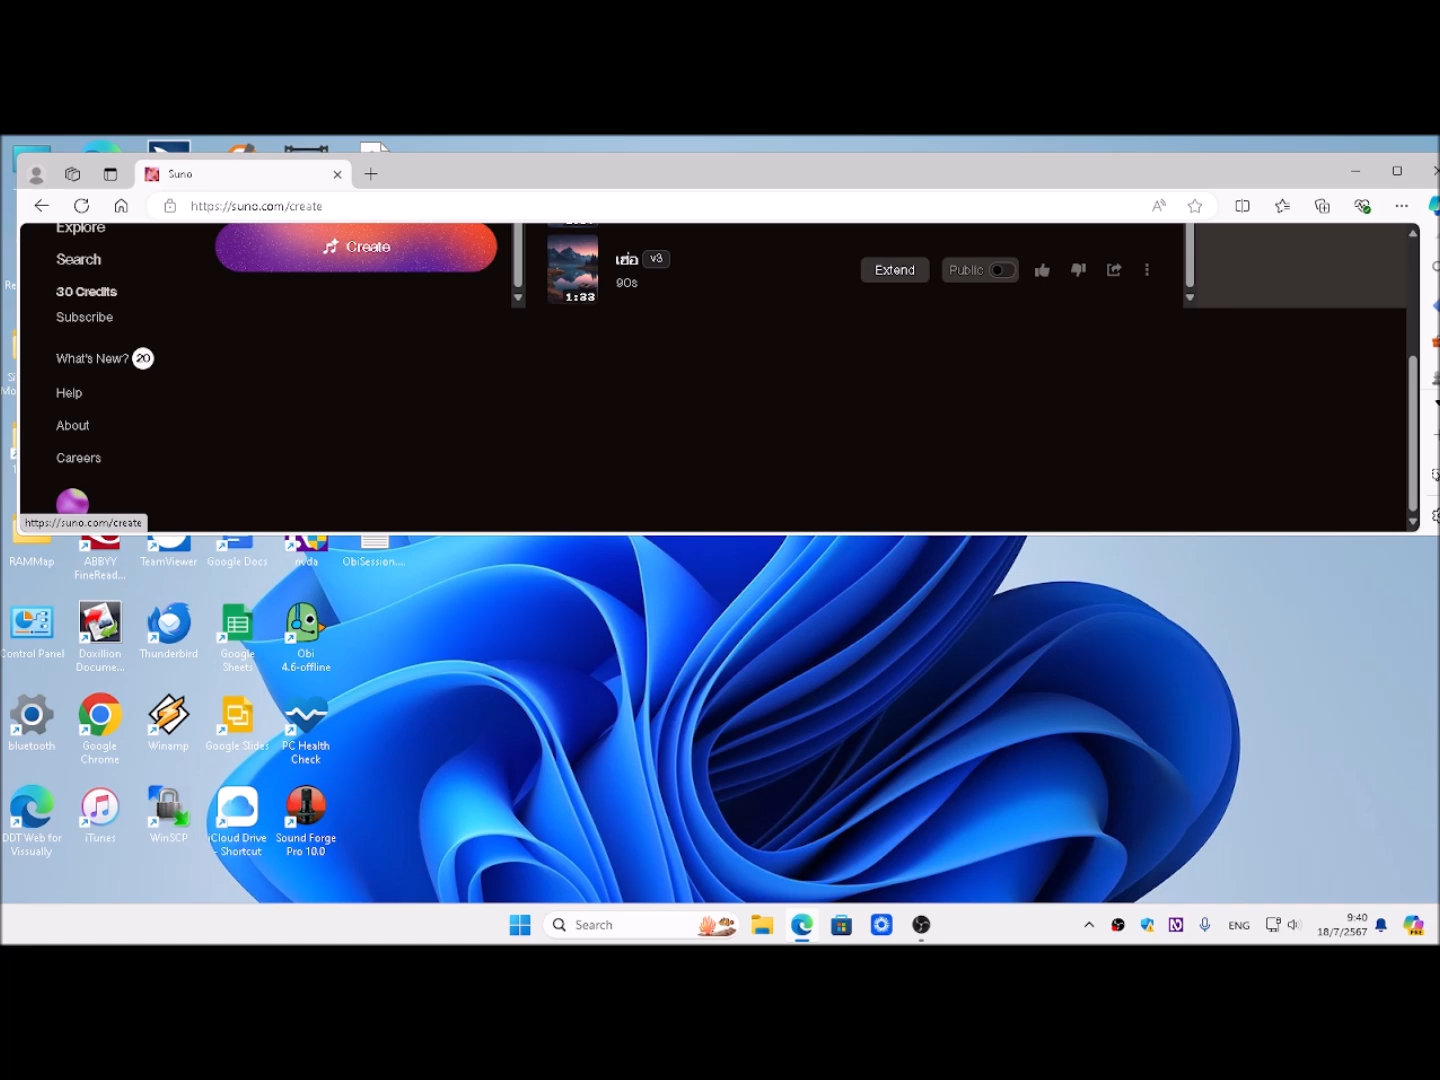 Suno
https://suno.com/create
Explore
Search
30 Credits
Subscribe
What's New? 20
Help
About
Careers
https://suno.com/create
Create
1:33
เฮ่อ v3
90s
Extend
Public
RAMMap
ABBYY
FineRead...
TeamViewer
Google Docs
nvda
ObiSession....
Control Panel
Doxillion
Docume...
Thunderbird
Google
Sheets
Obi
4.6-offline
bluetooth
Google
Chrome
Winamp
Google Slides
PC Health
Check
DDT Web for
Vissually
iTunes
WinSCP
iCloud Drive
- Shortcut
Sound Forge
Pro 10.0
Search
ENG
9:40
18/7/2567